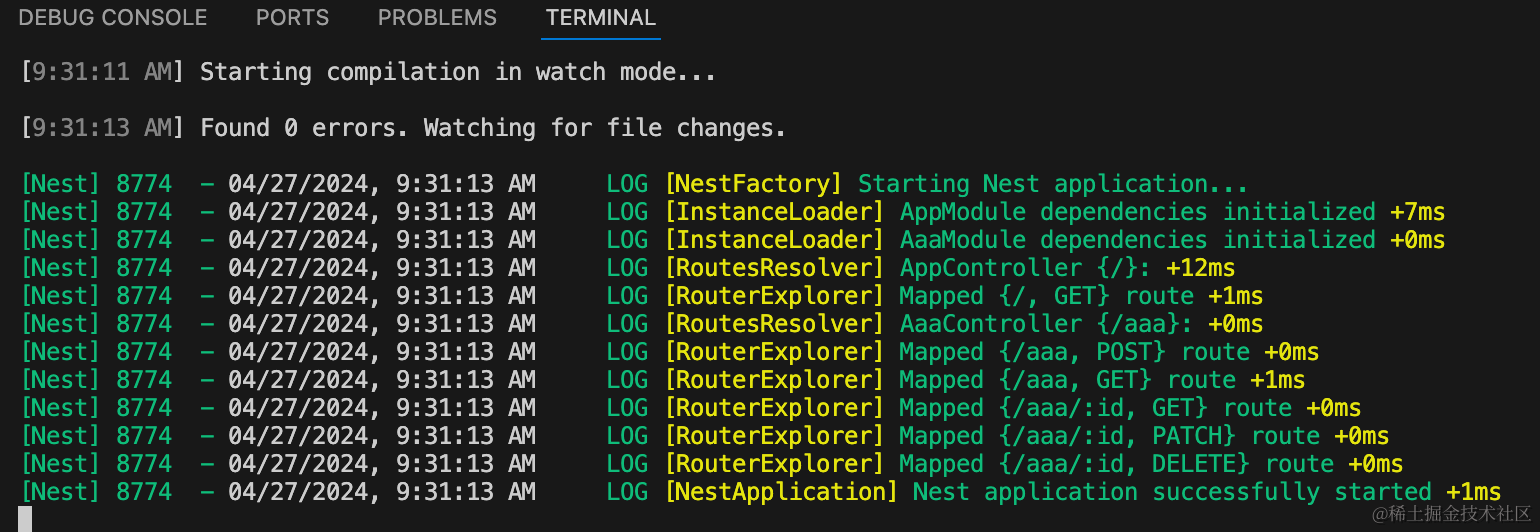 DEBUG CONSOLE PORTS PROBLEMS TERMINAL
[9:31:11 AM] Starting compilation in watch mode...
[9:31:13 AM] Found 0 errors. Watching for file changes.
[Nest] 8774  - 04/27/2024, 9:31:13 AM     LOG [NestFactory] Starting Nest application...
[Nest] 8774  - 04/27/2024, 9:31:13 AM     LOG [InstanceLoader] AppModule dependencies initialized +7ms
[Nest] 8774  - 04/27/2024, 9:31:13 AM     LOG [InstanceLoader] AaaModule dependencies initialized +0ms
[Nest] 8774  - 04/27/2024, 9:31:13 AM     LOG [RoutesResolver] AppController {/}: +12ms
[Nest] 8774  - 04/27/2024, 9:31:13 AM     LOG [RouterExplorer] Mapped {/, GET} route +1ms
[Nest] 8774  - 04/27/2024, 9:31:13 AM     LOG [RoutesResolver] AaaController {/aaa}: +0ms
[Nest] 8774  - 04/27/2024, 9:31:13 AM     LOG [RouterExplorer] Mapped {/aaa, POST} route +0ms
[Nest] 8774  - 04/27/2024, 9:31:13 AM     LOG [RouterExplorer] Mapped {/aaa, GET} route +1ms
[Nest] 8774  - 04/27/2024, 9:31:13 AM     LOG [RouterExplorer] Mapped {/aaa/:id, GET} route +0ms
[Nest] 8774  - 04/27/2024, 9:31:13 AM     LOG [RouterExplorer] Mapped {/aaa/:id, PATCH} route +0ms
[Nest] 8774  - 04/27/2024, 9:31:13 AM     LOG [RouterExplorer] Mapped {/aaa/:id, DELETE} route +0ms
[Nest] 8774  - 04/27/2024, 9:31:13 AM     LOG [NestApplication] Nest application successfully started +1ms
@稀土掘金技术社区